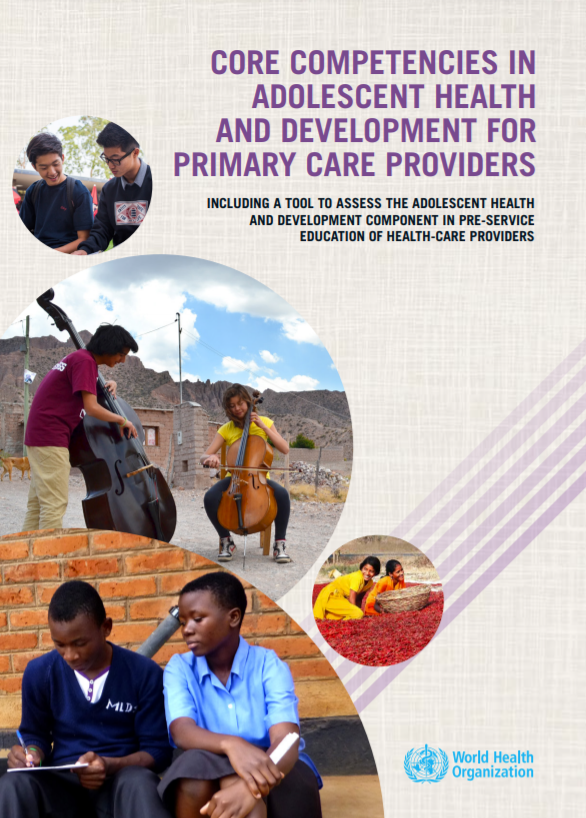 CORE COMPETENCIES IN
ADOLESCENT HEALTH
AND DEVELOPMENT FOR
PRIMARY CARE PROVIDERS
INCLUDING A TOOL TO ASSESS THE ADOLESCENT HEALTH
AND DEVELOPMENT COMPONENT IN PRE-SERVICE
EDUCATION OF HEALTH-CARE PROVIDERS
World Health
Organization